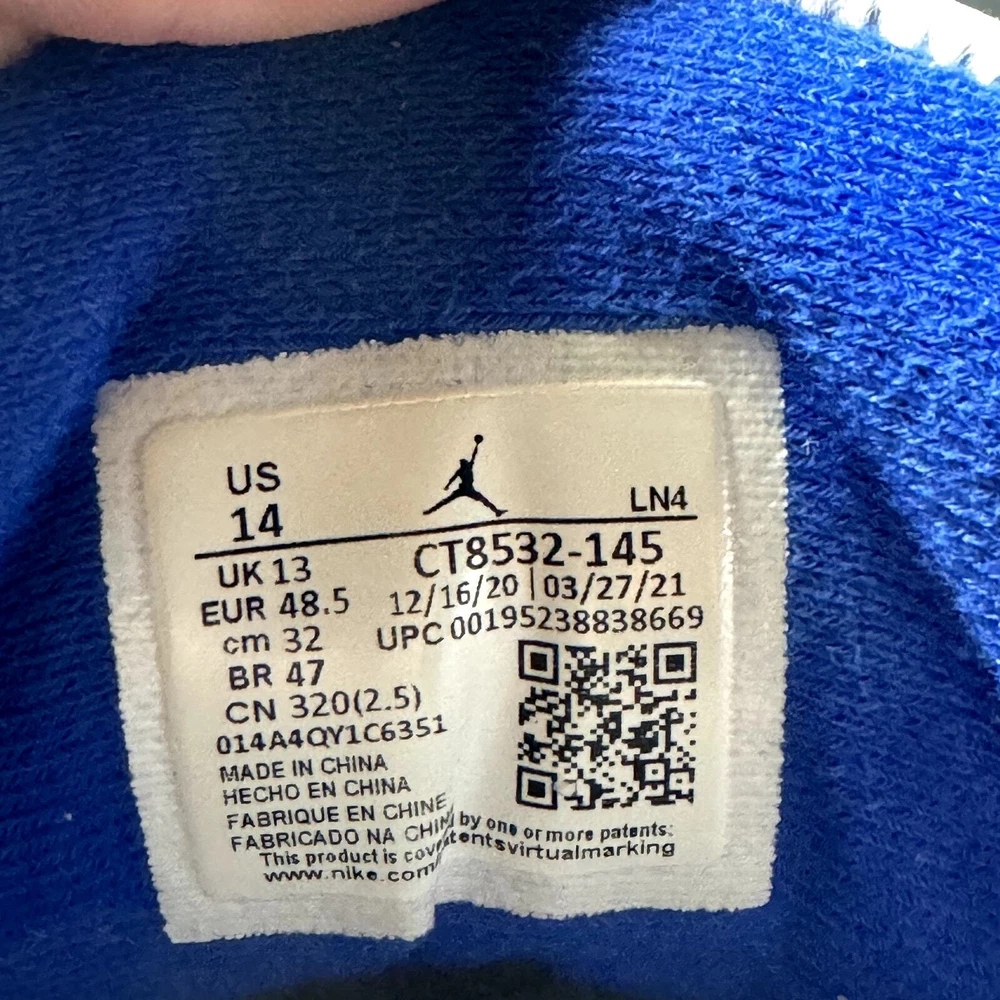 US
14
LN4
UK 13
EUR 48.5
cm 32
BR 47
CN 320(2.5)
014A4QY1C6351
CT8532-145
12/16/20 | 03/27/21
UPC 00195238838669
MADE IN CHINA
HECHO EN CHINA
FABRIQUE EN CHINE
FABRICADO NA
This product is by one or more patents:
www.nike.com